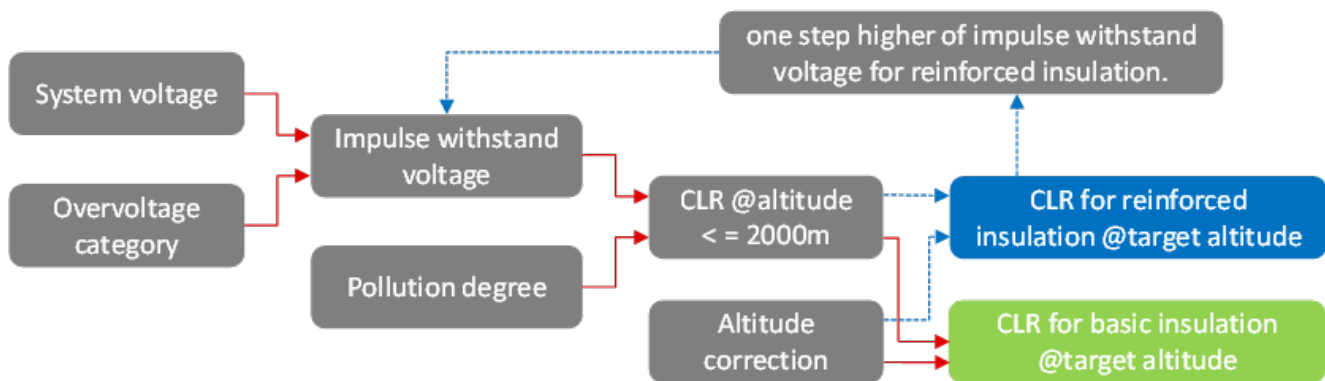 one step higher of impulse withstand
voltage for reinforced insulation.
System voltage
Impulse withstand
voltage
Overvoltage
category
CLR @altitude
< = 2000m
CLR for reinforced
insulation @target altitude
Pollution degree
Altitude
correction
CLR for basic insulation
@target altitude